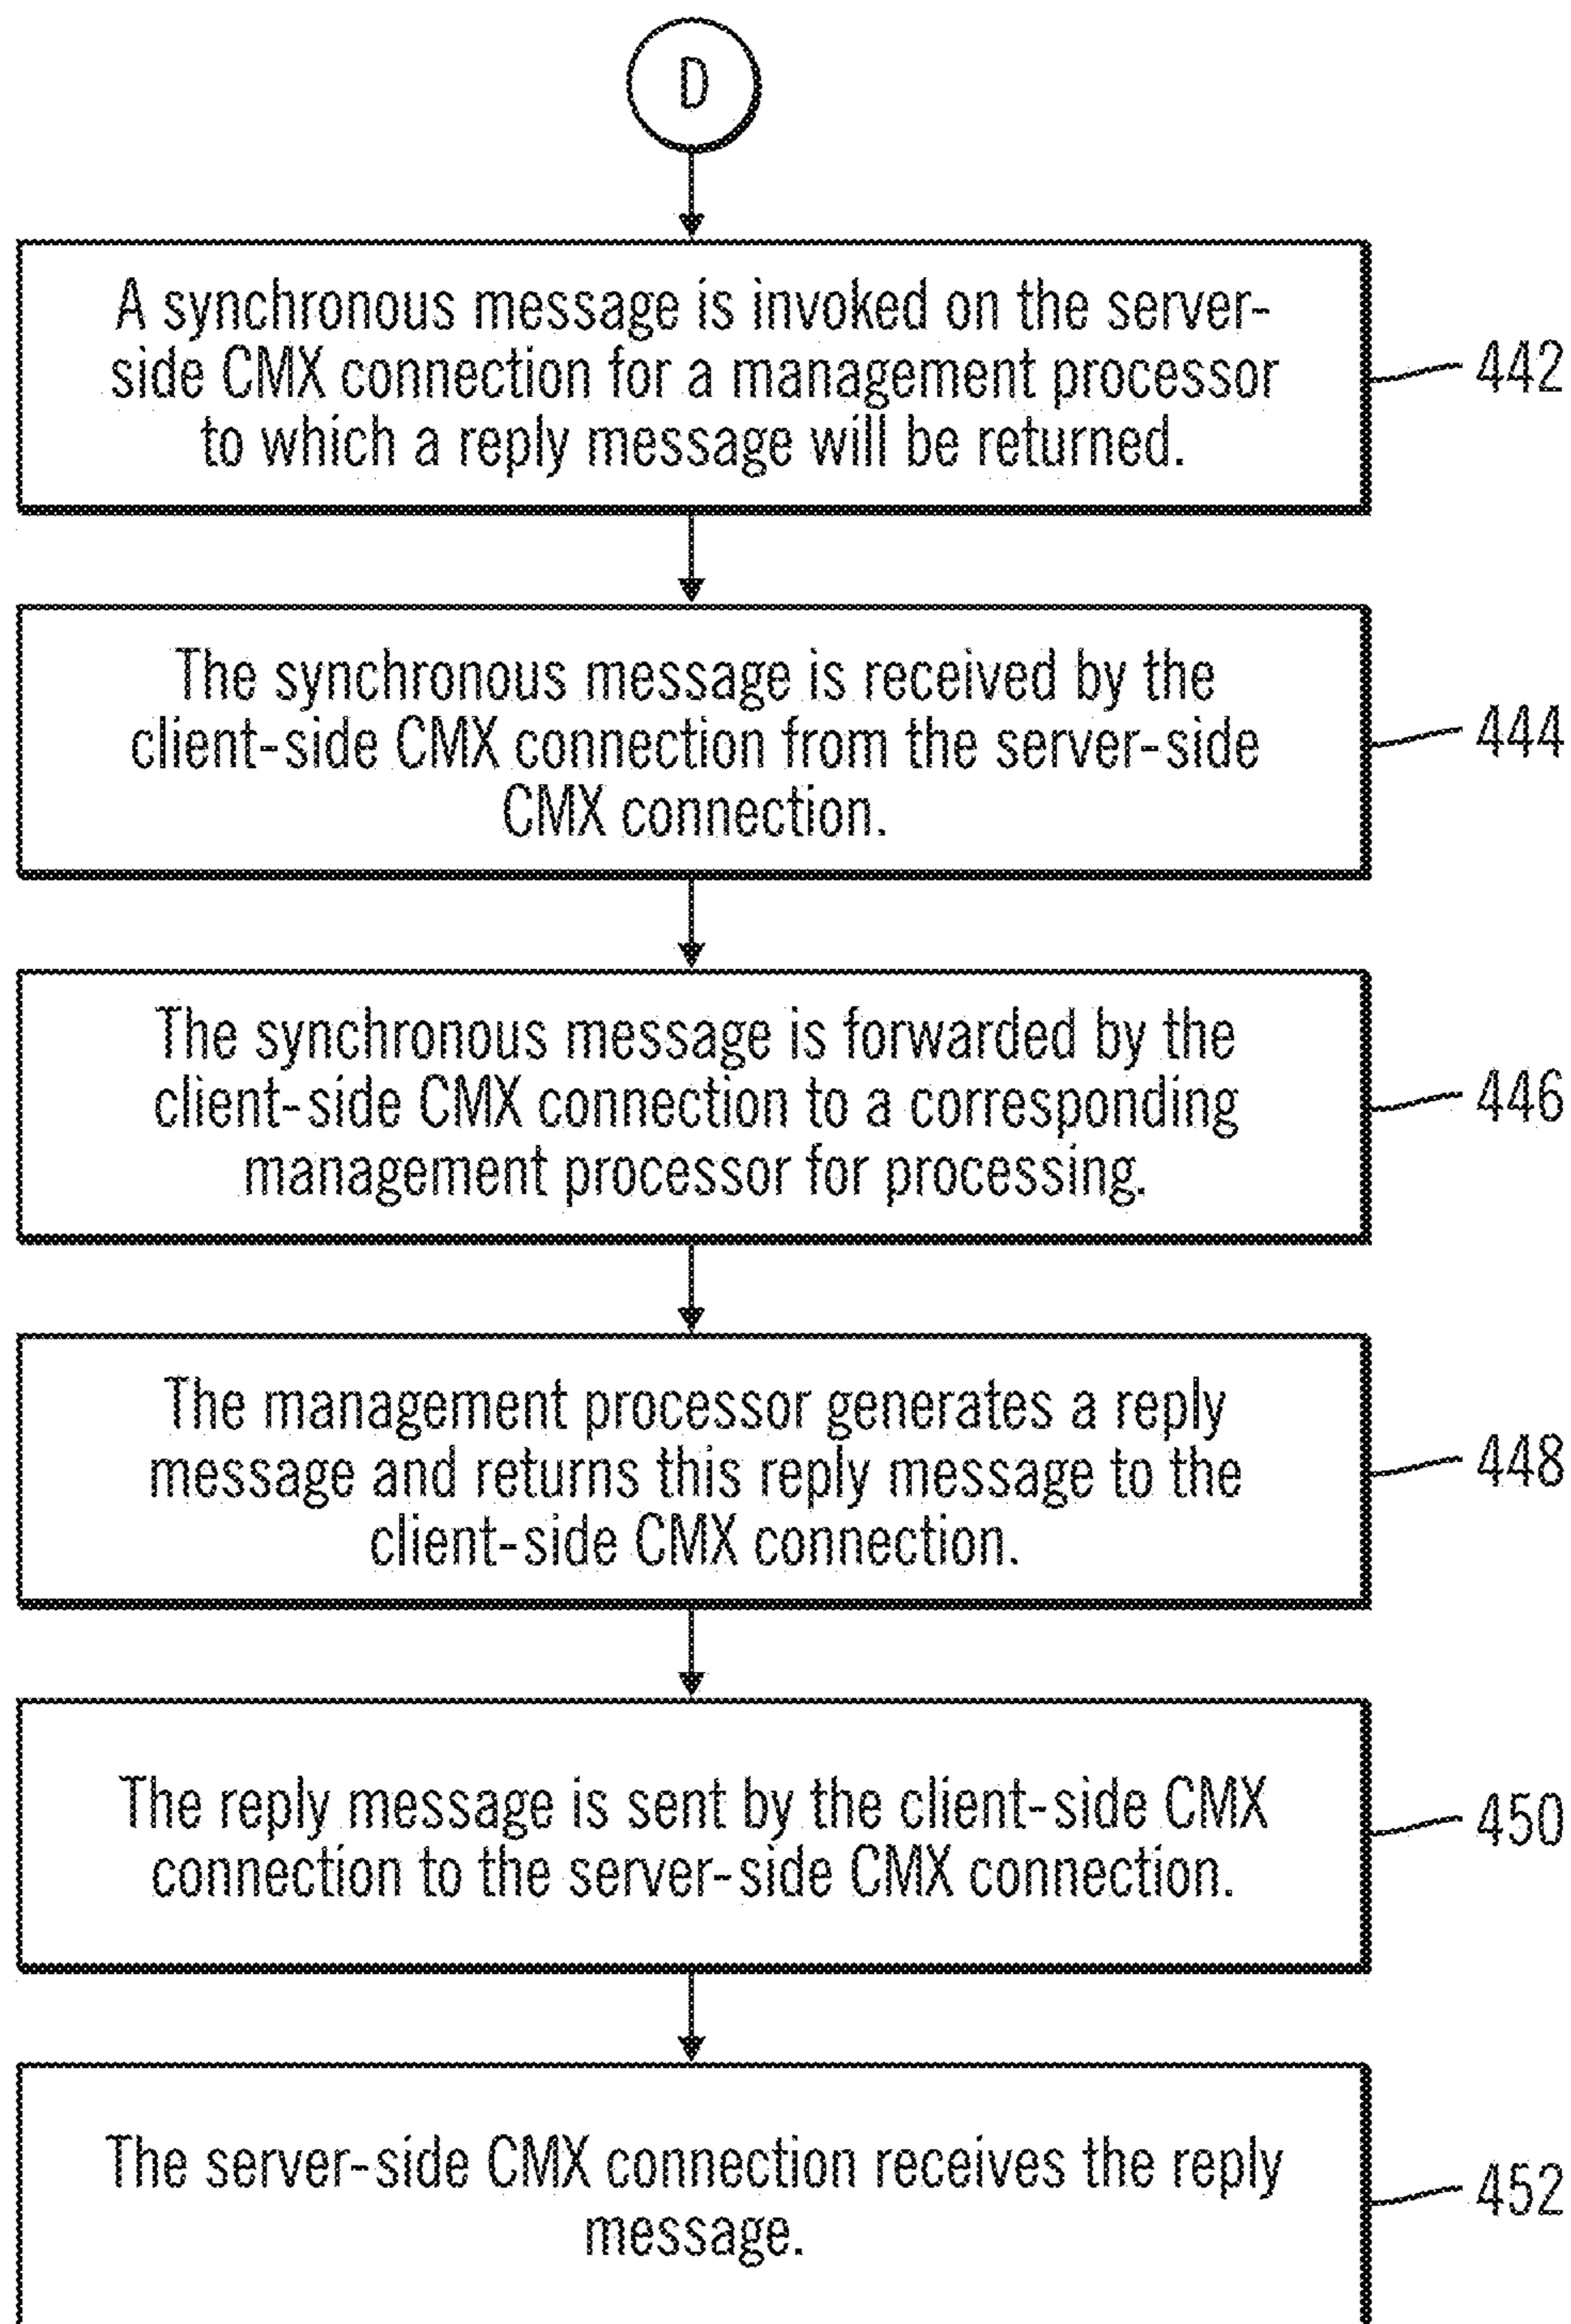 D
A synchronous message is invoked on the server-
side CMX connection for a management processor
to which a reply message will be returned.
442
The synchronous message is received by the
client-side CMX connection from the server-side
CMX connection.
444
The synchronous message is forwarded by the
client-side CMX connection to a corresponding
management processor for processing.
446
The management processor generates a reply
message and returns this reply message to the
client-side CMX connection.
448
The reply message is sent by the client-side CMX
connection to the server-side CMX connection.
450
The server-side CMX connection receives the reply
message.
452